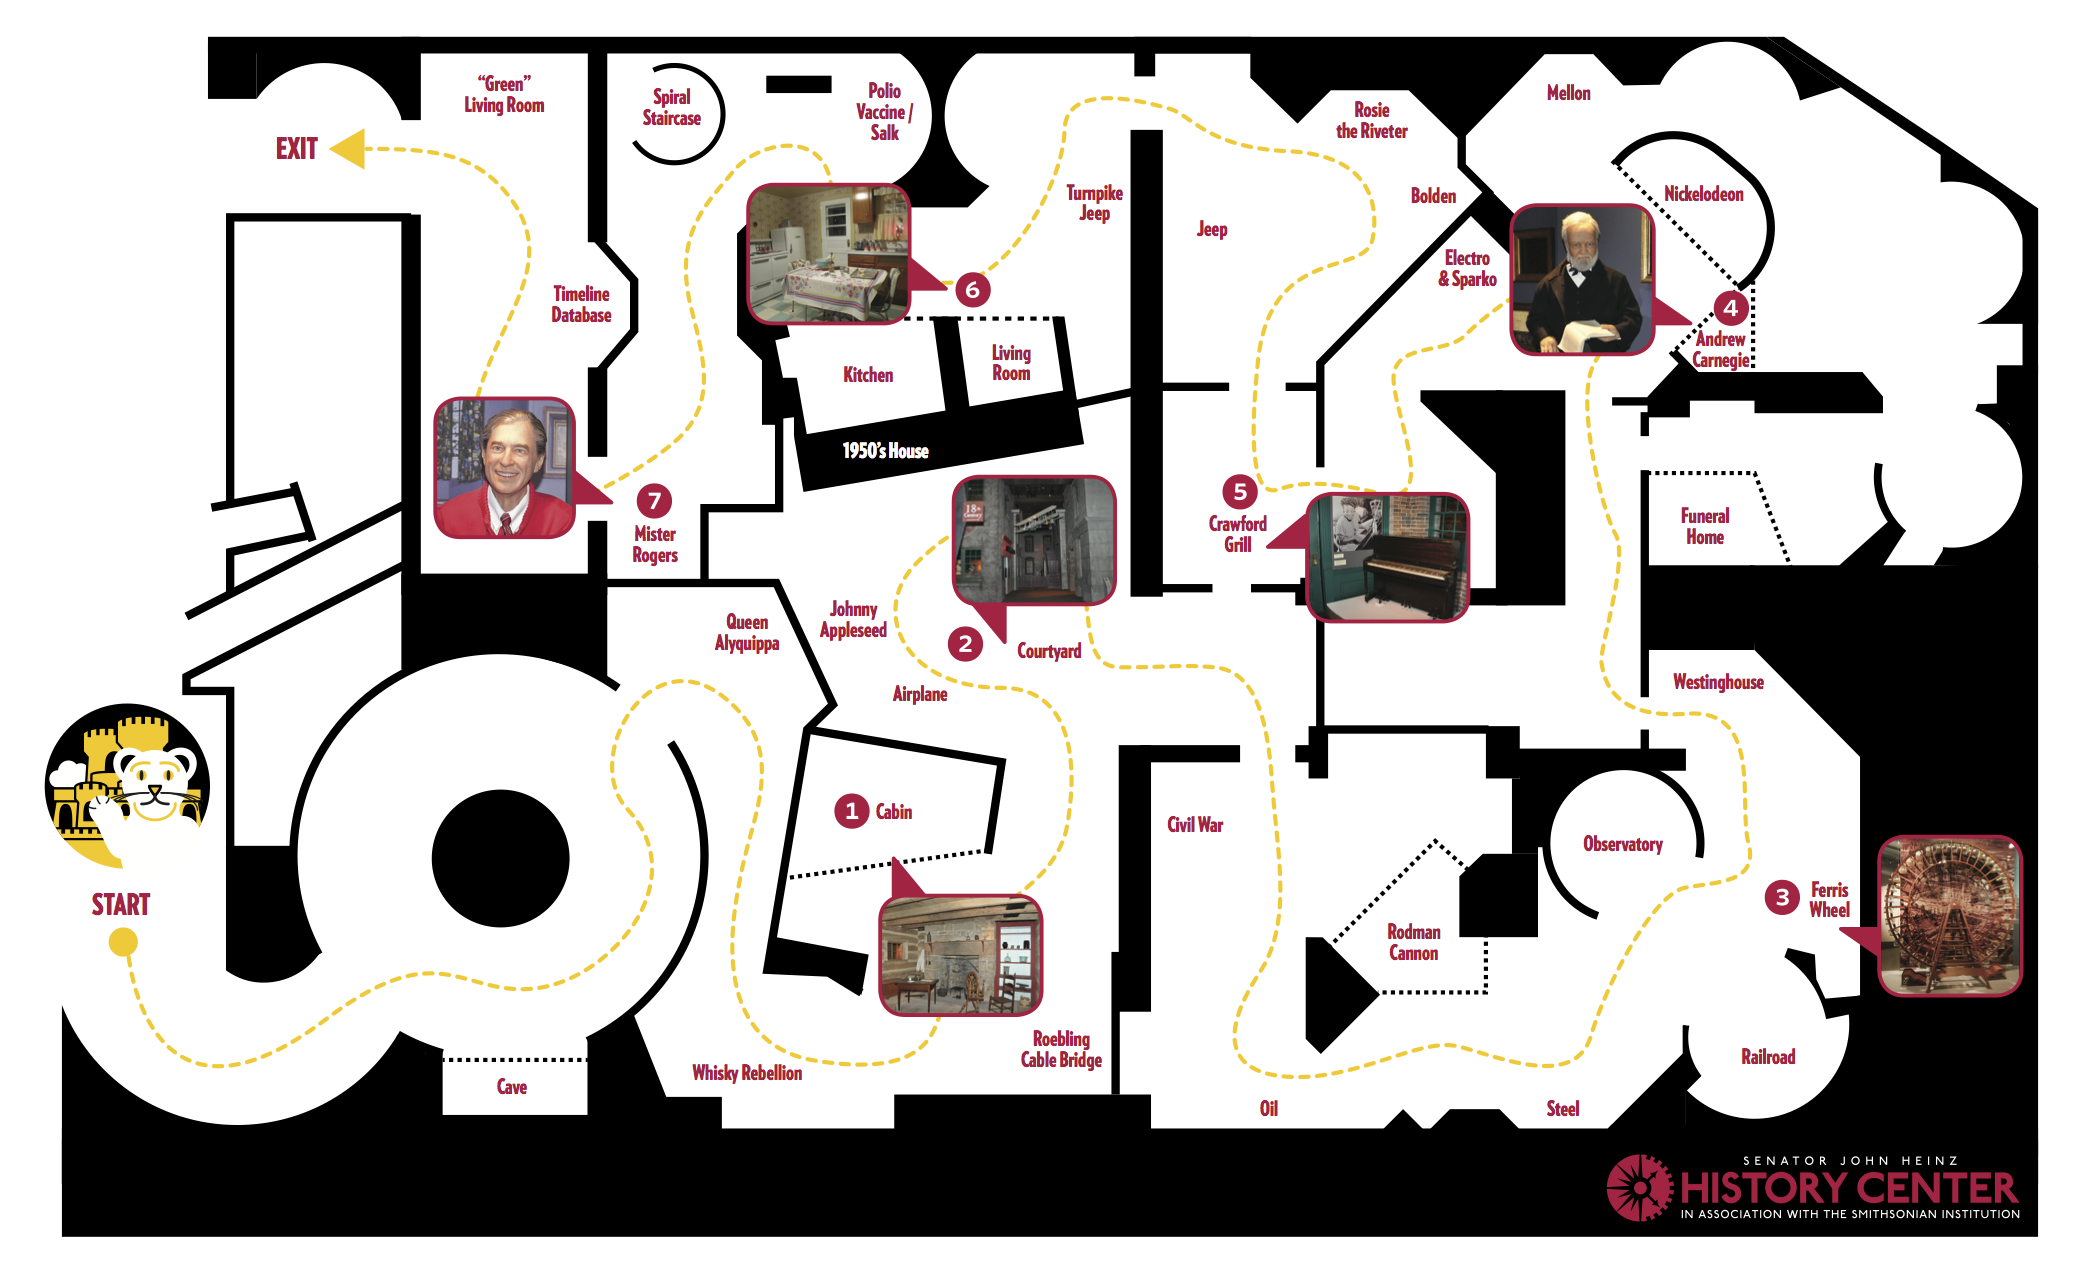 “Green”
Living Room
Spiral
Staircase
Polio
Vaccine /
Salk
Rosie
the Riveter
Mellon
EXIT
Turnpike
Jeep
Jeep
Bolden
Nickelodeon
Electro
& Sparko
Timeline
Database
6
4
Andrew
Carnegie
Kitchen
Living
Room
1950's House
7
Mister
Rogers
18th
Century
5
Crawford
Grill
Funeral
Home
Queen
Alyquippa
Johnny
Appleseed
2
Courtyard
Airplane
Westinghouse
1 Cabin
Civil War
Observatory
START
3
Ferris
Wheel
Rodman
Cannon
Roebling
Cable Bridge
Railroad
Cave
Whisky Rebellion
Oil
Steel
SENATOR JOHN HEINZ
HISTORY CENTER
IN ASSOCIATION WITH THE SMITHSONIAN INSTITUTION